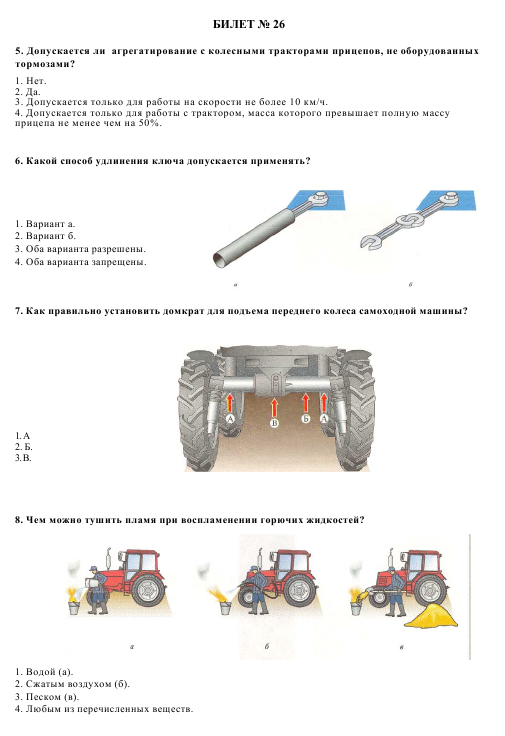 БИЛЕТ № 26
5. Допускается ли агрегатирование с колесными тракторами прицепов, не оборудованных
тормозами?
1. Нет.
2. Да.
3. Допускается только для работы на скорости не более 10 км/ч.
4. Допускается только для работы с трактором, масса которого превышает полную массу
прицепа не менее чем на 50%.
6. Какой способ удлинения ключа допускается применять?
1. Вариант а.
2. Вариант б.
3. Оба варианта разрешены.
4. Оба варианта запрещены.
а б
7. Как правильно установить домкрат для подъема переднего колеса самоходной машины?
А В Б А
1.А
2. Б.
3.В.
8. Чем можно тушить пламя при воспламенении горючих жидкостей?
а б в
1. Водой (а).
2. Сжатым воздухом (б).
3. Песком (в).
4. Любым из перечисленных веществ.